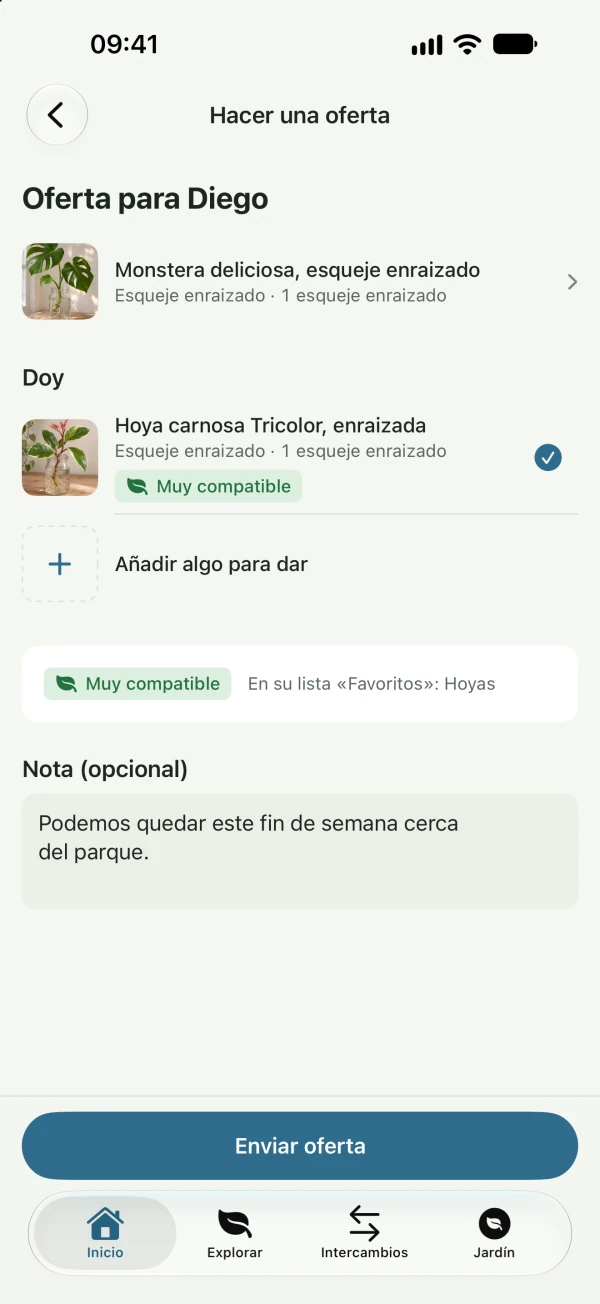 09:41
Hacer una oferta
Oferta para Diego
Monstera deliciosa, esqueje enraizado
Esqueje enraizado · 1 esqueje enraizado
Doy
Hoya carnosa Tricolor, enraizada
Esqueje enraizado · 1 esqueje enraizado
Muy compatible
Añadir algo para dar
Muy compatible En su lista «Favoritos»: Hoyas
Nota (opcional)
Podemos quedar este fin de semana cerca
del parque.
Enviar oferta
Inicio Explorar Intercambios Jardín